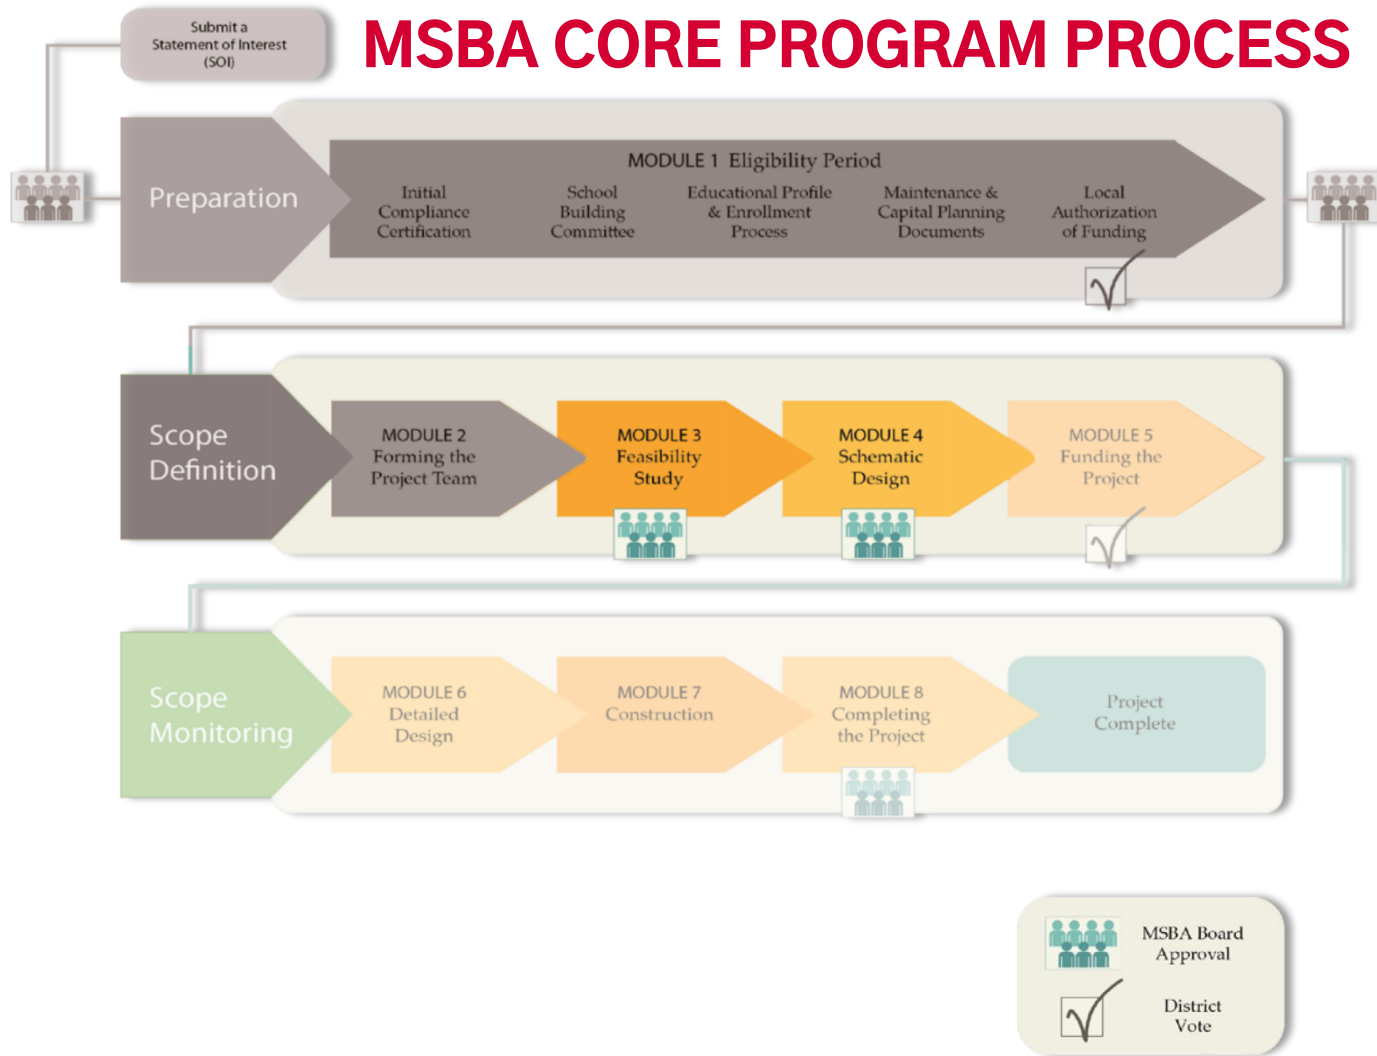 Submit a
Statement of Interest
(SOI)
MSBA CORE PROGRAM PROCESS
Preparation
MODULE 1 Eligibility Period
Initial
Compliance
Certification
School
Building
Committee
Educational Profile
& Enrollment
Process
Maintenance &
Capital Planning
Documents
Local
Authorization
of Funding
Scope
Definition
MODULE 2
Forming the
Project Team
MODULE 3
Feasibility
Study
MODULE 4
Schematic
Design
MODULE 5
Funding the
Project
Scope
Monitoring
MODULE 6
Detailed
Design
MODULE 7
Construction
MODULE 8
Completing
the Project
Project
Complete
MSBA Board
Approval
District
Vote